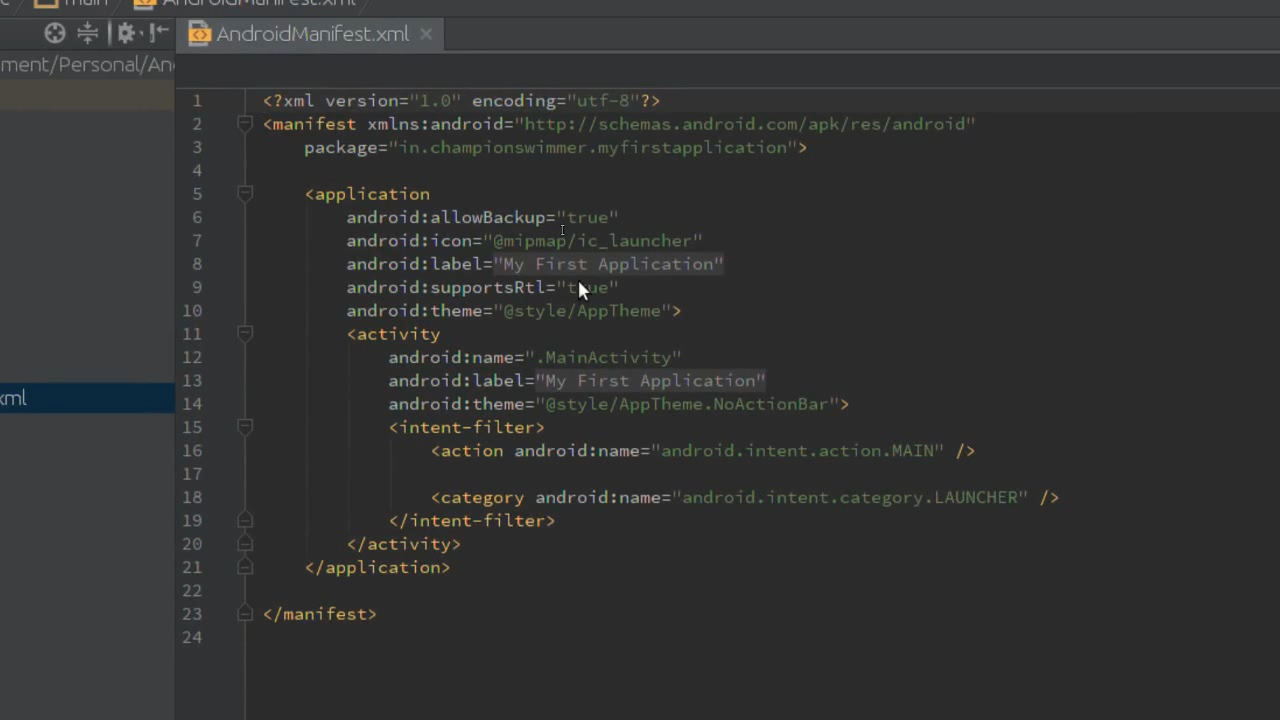 main
AndroidManifest.xml
AndroidManifest.xml
ment/Personal/An
xml
1 <?xml version="1.0" encoding="utf-8"?>
2 <manifest xmlns:android="http://schemas.android.com/apk/res/android"
3 package="in.championswimmer.myfirstapplication">
4
5 <application
6 android:allowBackup="true"
7 android:icon="@mipmap/ic_launcher"
8 android:label="My First Application"
9 android:supportsRtl="true"
10 android:theme="@style/AppTheme">
11 <activity
12 android:name=".MainActivity"
13 android:label="My First Application"
14 android:theme="@style/AppTheme.NoActionBar">
15 <intent-filter>
16 <action android:name="android.intent.action.MAIN" />
17
18 <category android:name="android.intent.category.LAUNCHER" />
19 </intent-filter>
20 </activity>
21 </application>
22
23 </manifest>
24